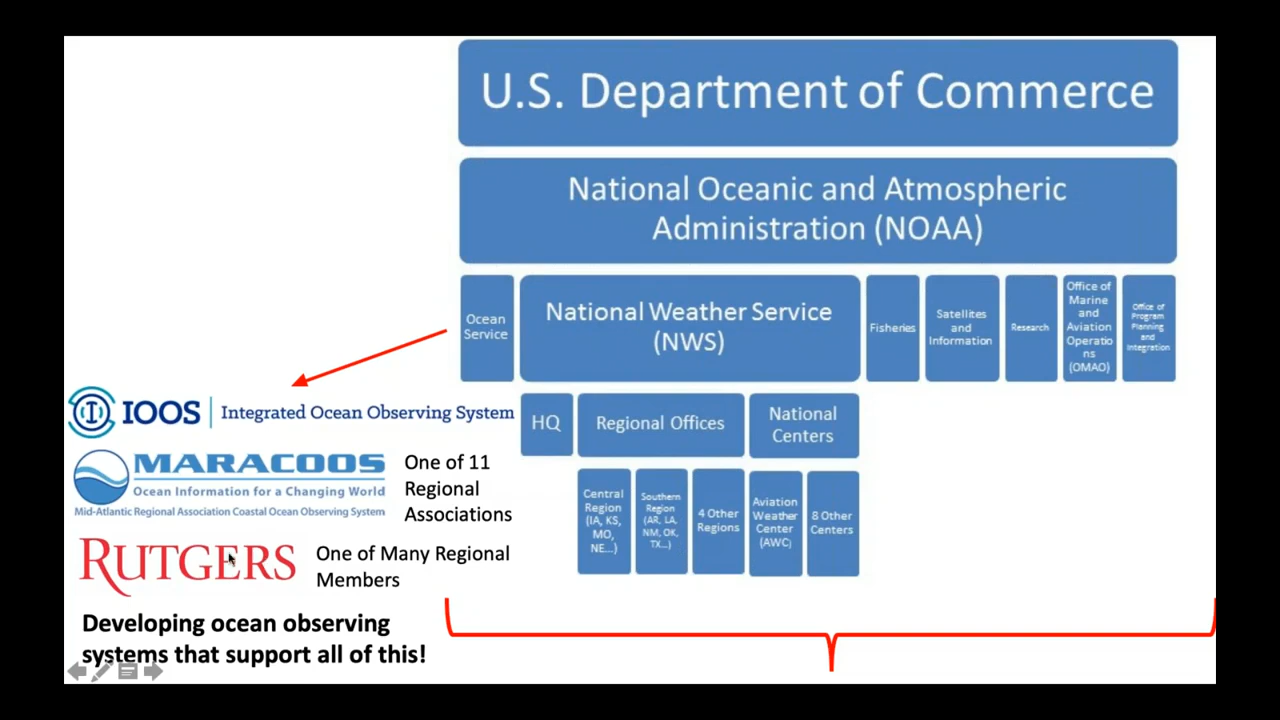 U.S. Department of Commerce
National Oceanic and Atmospheric
Administration (NOAA)
Ocean
Service
National Weather Service
(NWS)
Fisheries
Satellites
and
Information
Research
Office of
Marine
and
Aviation
Operatio
ns
(OMAO)
Office of
Program
Planning
and
Integration
HQ
Regional Offices
National
Centers
Central
Region
(IA, KS,
MO,
NE...)
Southern
Region
(AR, LA,
NM, OK,
TX...)
4 Other
Regions
Aviation
Weather
Center
(AWC)
8 Other
Centers
IOOS
Integrated Ocean Observing System
MARACOOS
Ocean Information for a Changing World
Mid-Atlantic Regional Association Coastal Ocean Observing System
One of 11
Regional
Associations
RUTGERS
One of Many Regional
Members
Developing ocean observing
systems that support all of this!